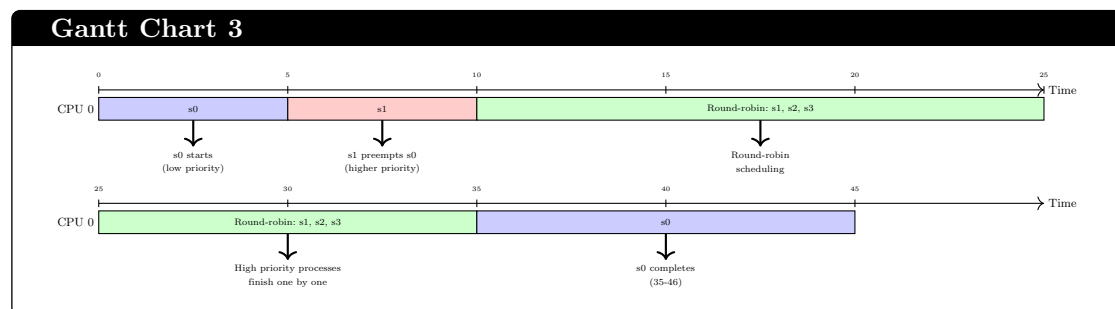 Gantt Chart 3
0 5 10 15 20 25
Time
CPU 0 s0 s1 Round-robin: s1, s2, s3
s0 starts s1 preempts s0 Round-robin
(low priority) (higher priority) scheduling
25 30 35 40 45
Time
CPU 0 Round-robin: s1, s2, s3 s0
High priority processes s0 completes
finish one by one (35-46)